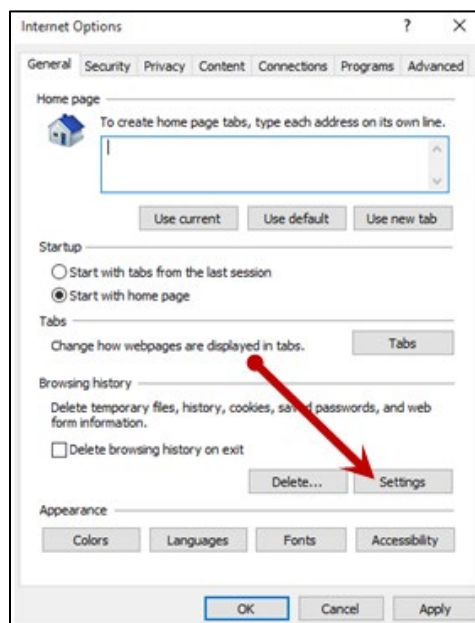 Internet Options ? X
General Security Privacy Content Connections Programs Advanced
Home page
To create home page tabs, type each address on its own line.
Use current Use default Use new tab
Startup
Start with tabs from the last session
Start with home page
Tabs
Change how webpages are displayed in tabs. Tabs
Browsing history
Delete temporary files, history, cookies, saved passwords, and web
form information.
Delete browsing history on exit
Delete... Settings
Appearance
Colors Languages Fonts Accessibility
OK Cancel Apply